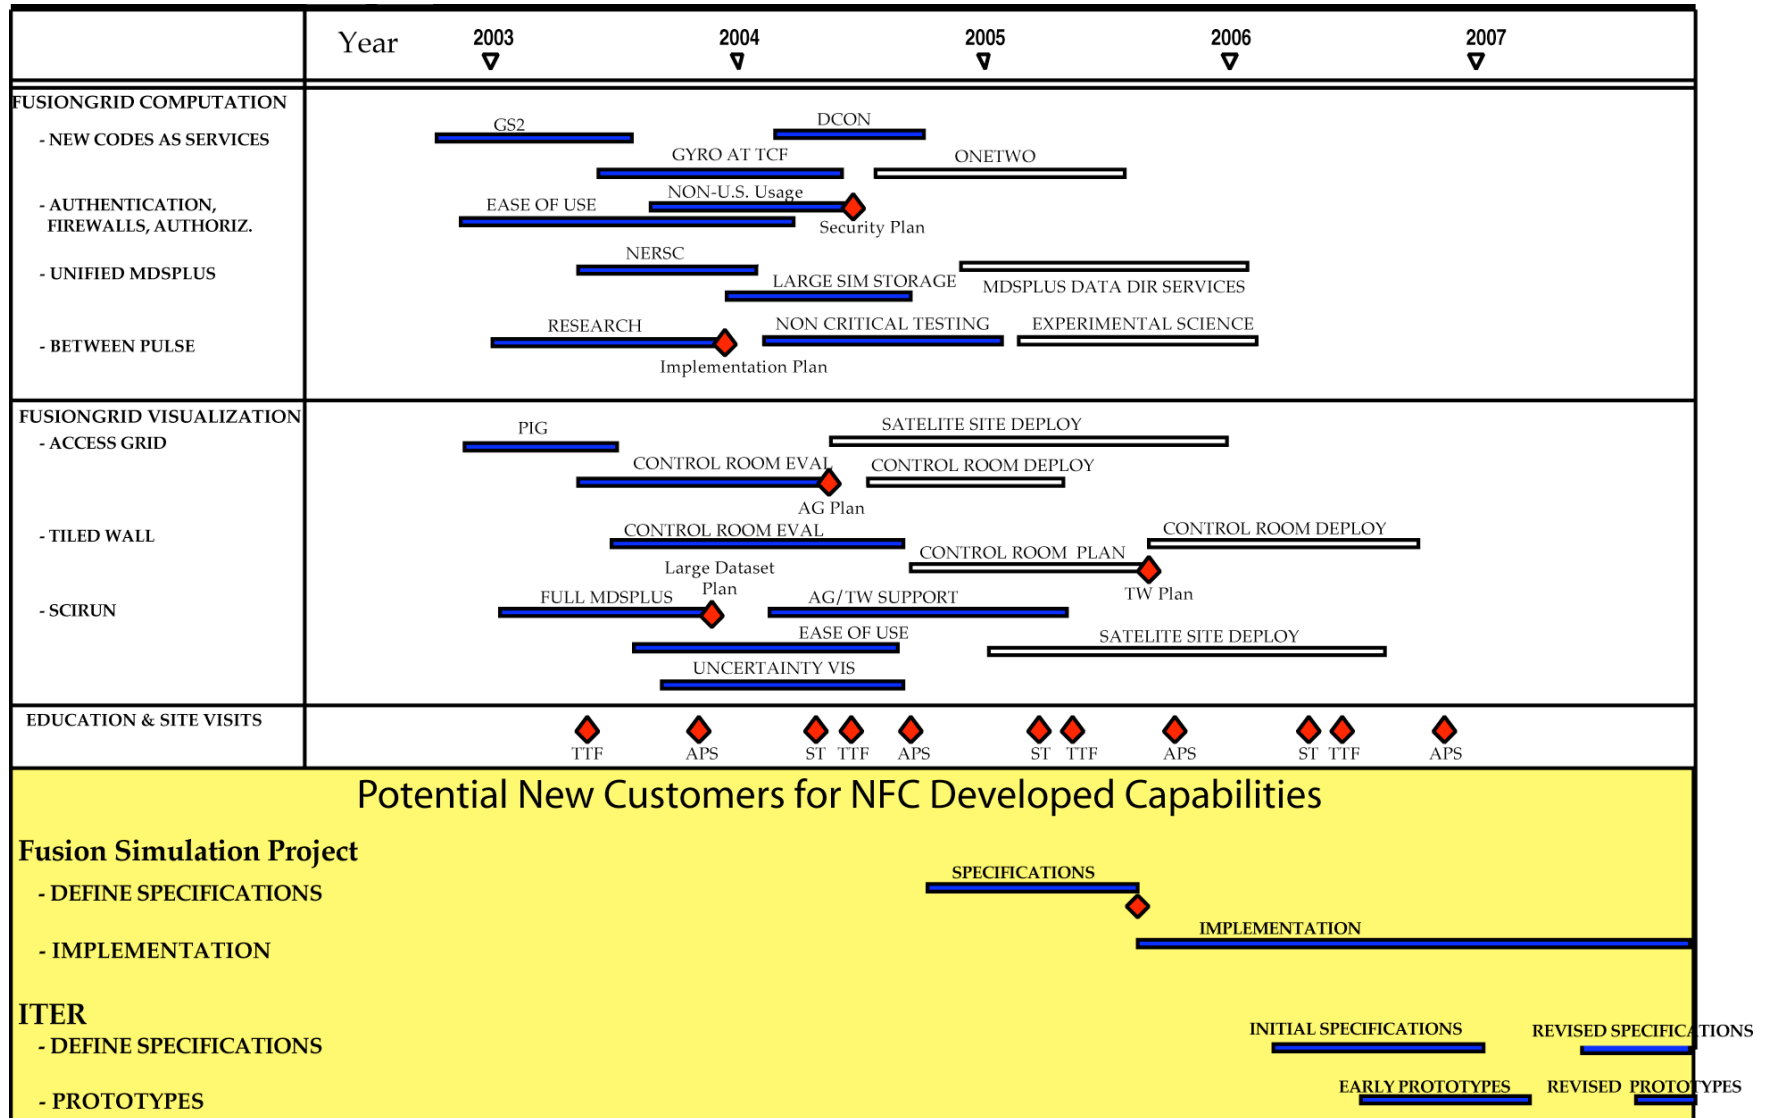 Year 2003 2004 2005 2006 2007
FUSIONGRID COMPUTATION
- NEW CODES AS SERVICES
GS2
DCON
GYRO AT TCF
ONETWO
- AUTHENTICATION,
FIREWALLS, AUTHORIZ.
NON-U.S. Usage
EASE OF USE
Security Plan
- UNIFIED MDSPLUS
NERSC
LARGE SIM STORAGE
MDSPLUS DATA DIR SERVICES
- BETWEEN PULSE
RESEARCH
NON CRITICAL TESTING
EXPERIMENTAL SCIENCE
Implementation Plan
FUSIONGRID VISUALIZATION
- ACCESS GRID
PIG
SATELITE SITE DEPLOY
CONTROL ROOM EVAL
CONTROL ROOM DEPLOY
AG Plan
- TILED WALL
CONTROL ROOM EVAL
CONTROL ROOM DEPLOY
CONTROL ROOM PLAN
TW Plan
Large Dataset
Plan
- SCIRUN
FULL MDSPLUS
AG/TW SUPPORT
EASE OF USE
SATELITE SITE DEPLOY
UNCERTAINTY VIS
EDUCATION & SITE VISITS
TTF APS ST TTF APS ST TTF APS ST TTF APS
Potential New Customers for NFC Developed Capabilities
Fusion Simulation Project
- DEFINE SPECIFICATIONS
SPECIFICATIONS
- IMPLEMENTATION
IMPLEMENTATION
ITER
- DEFINE SPECIFICATIONS
INITIAL SPECIFICATIONS
REVISED SPECIFICATIONS
- PROTOTYPES
EARLY PROTOTYPES
REVISED PROTOTYPES